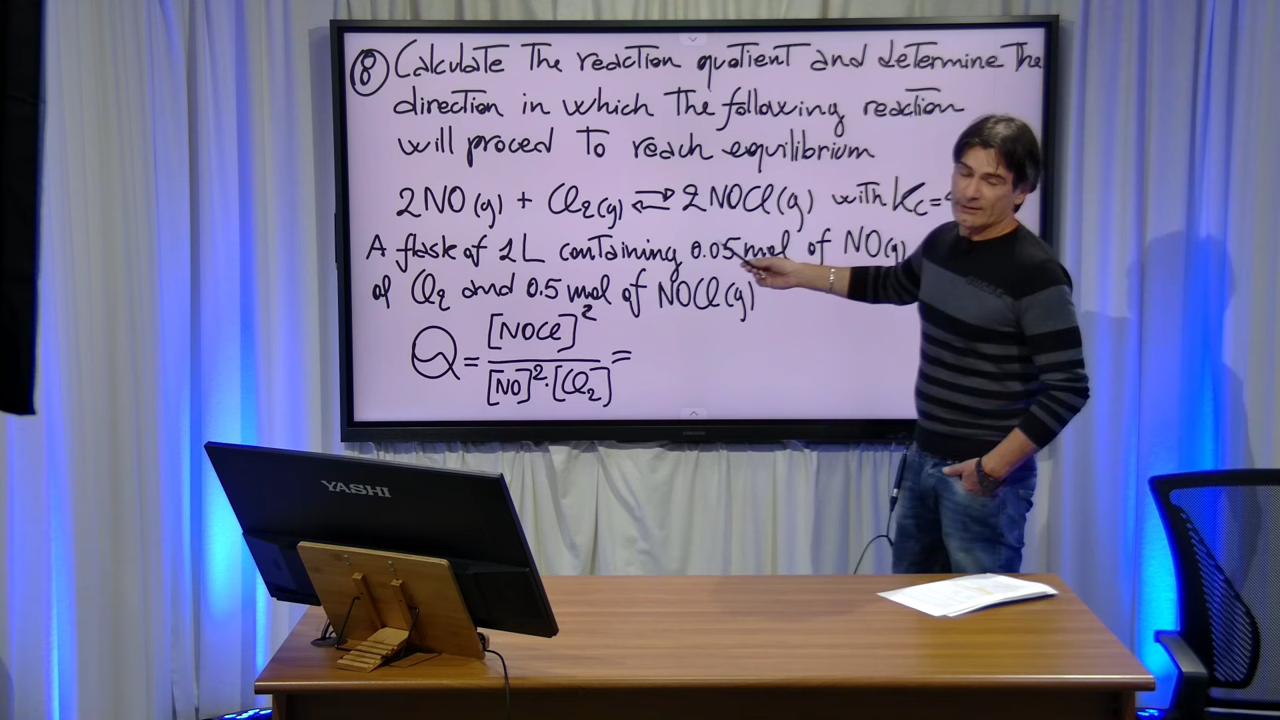 ⑧ Calculate The reaction quotient and determine The
direction in which The following reaction
will proced To reach equilibrium
2NO(g) + Cl2(g) ⇌ 2NOCl(g) with Kc=
A flask of 2L containing 0.05 mol of NO(g)
of Cl2 and 0.5 mol of NOCl(g)
Q = [NOCl]² / [NO]² · [Cl2] =
YASHI